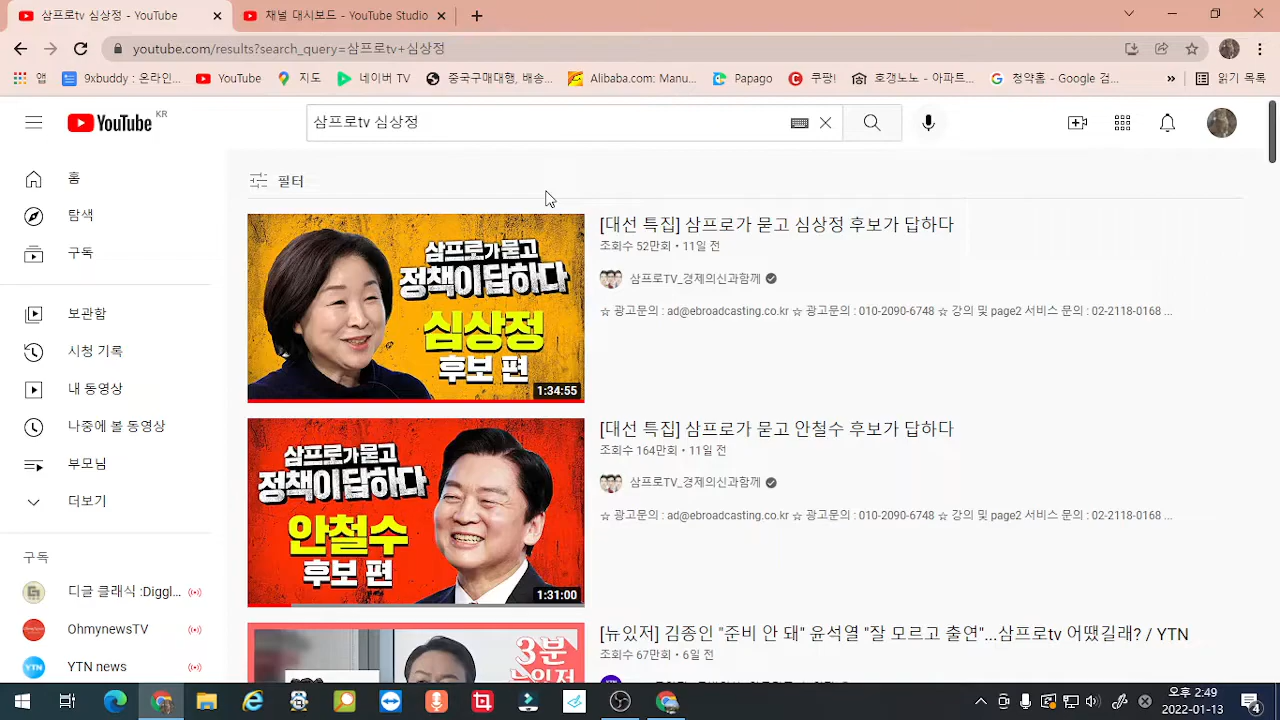 삼프로tv 심상정 - YouTube
채널 대시보드 - YouTube Studio
youtube.com/results?search_query=삼프로tv+심상정
앱
9xbuddy : 온라인...
YouTube
지도
네이버 TV
중국구매대행, 배송...
Alibaba.com: Manu...
Papago
쿠팡!
로갱노노 - 아파트...
청약홈 - Google 검...
»
읽기 목록
YouTube KR
삼프로tv 심상정
홈
탐색
구독
보관함
시청 기록
내 동영상
나중에 볼 동영상
부모님
더보기
구독
디글 클래식 :Diggl...
OhmynewsTV
YTN
YTN news
필터
삼프로가 묻고
정책이 답하다
심상정
후보 편
1:34:55
[대선 특집] 삼프로가 묻고 심상정 후보가 답하다
조회수 52만회 • 11일 전
삼프로TV_경제의신과함께
☆ 광고문의 : ad@ebroadcasting.co.kr ☆ 광고문의 : 010-2090-6748 ☆ 강의 및 page2 서비스 문의 : 02-2118-0168 ...
삼프로가 묻고
정책이 답하다
안철수
후보 편
1:31:00
[대선 특집] 삼프로가 묻고 안철수 후보가 답하다
조회수 164만회 • 11일 전
삼프로TV_경제의신과함께
☆ 광고문의 : ad@ebroadcasting.co.kr ☆ 광고문의 : 010-2090-6748 ☆ 강의 및 page2 서비스 문의 : 02-2118-0168 ...
3분
뉴있저
[뉴있저] 김종인 "준비 안 돼" 윤석열 "잘 모르고 출연"...삼프로tv 어땠길래? / YTN
조회수 67만회 • 6일 전
오후 2:49
2022-01-13
4